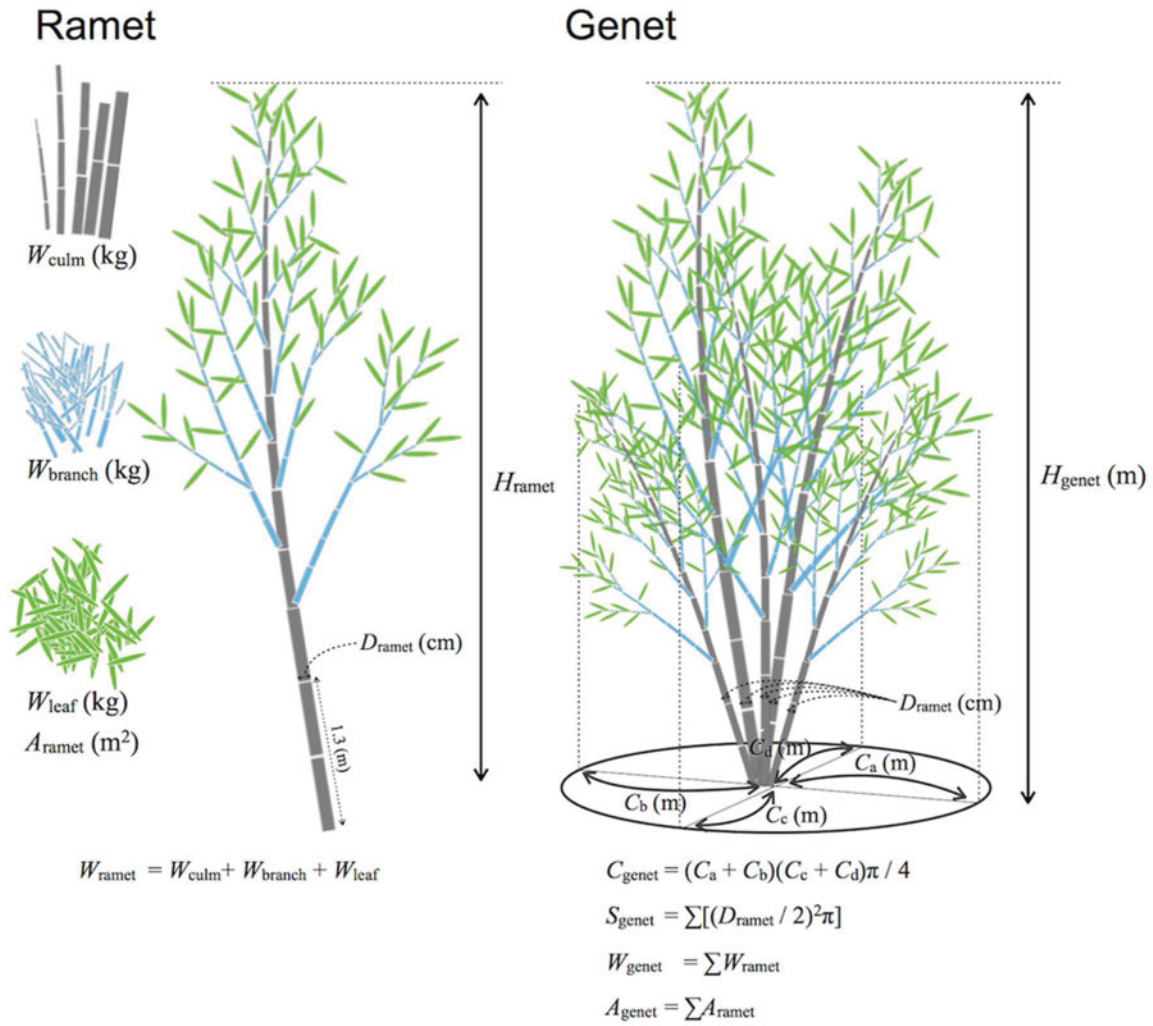 Ramet
Genet
W_culm (kg)
W_branch (kg)
W_leaf (kg)
A_ramet (m²)
H_ramet
D_ramet (cm)
1.3 (m)
H_genet (m)
D_ramet (cm)
C_d (m)
C_a (m)
C_b (m)
C_c (m)
W_ramet = W_culm + W_branch + W_leaf
C_genet = (C_a + C_b)(C_c + C_d)π / 4
S_genet = ∑[(D_ramet / 2)²π]
W_genet = ∑W_ramet
A_genet = ∑A_ramet